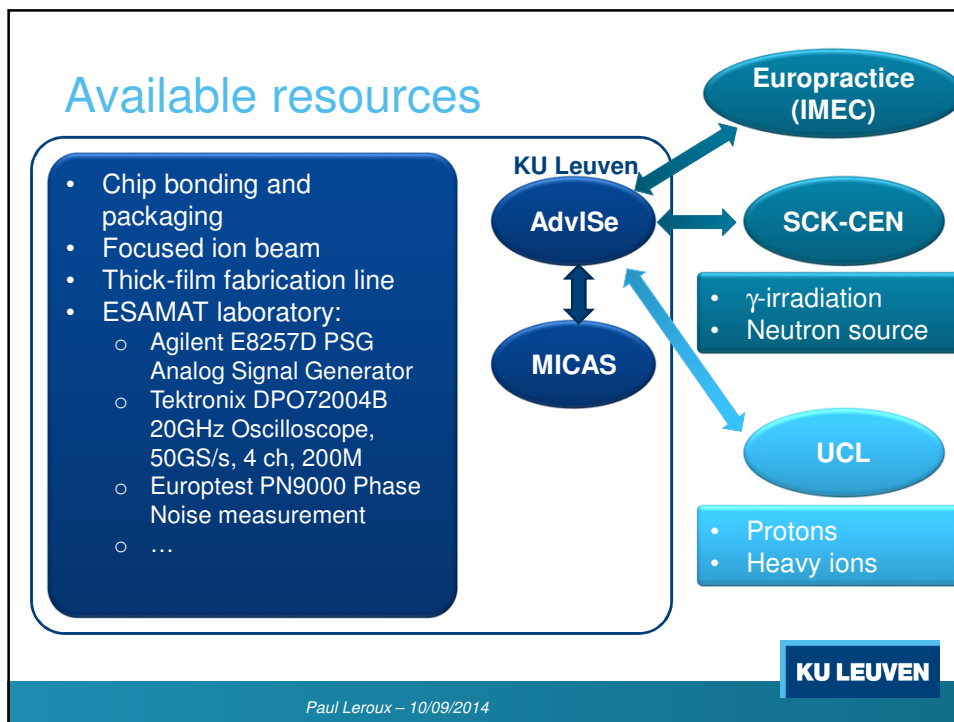 Available resources
• Chip bonding and
packaging
• Focused ion beam
• Thick-film fabrication line
• ESAMAT laboratory:
o Agilent E8257D PSG
Analog Signal Generator
o Tektronix DPO72004B
20GHz Oscilloscope,
50GS/s, 4 ch, 200M
o Europtest PN9000 Phase
Noise measurement
o …
KU Leuven
AdvISe
MICAS
Europractice
(IMEC)
SCK-CEN
• γ-irradiation
• Neutron source
UCL
• Protons
• Heavy ions
KU LEUVEN
Paul Leroux – 10/09/2014